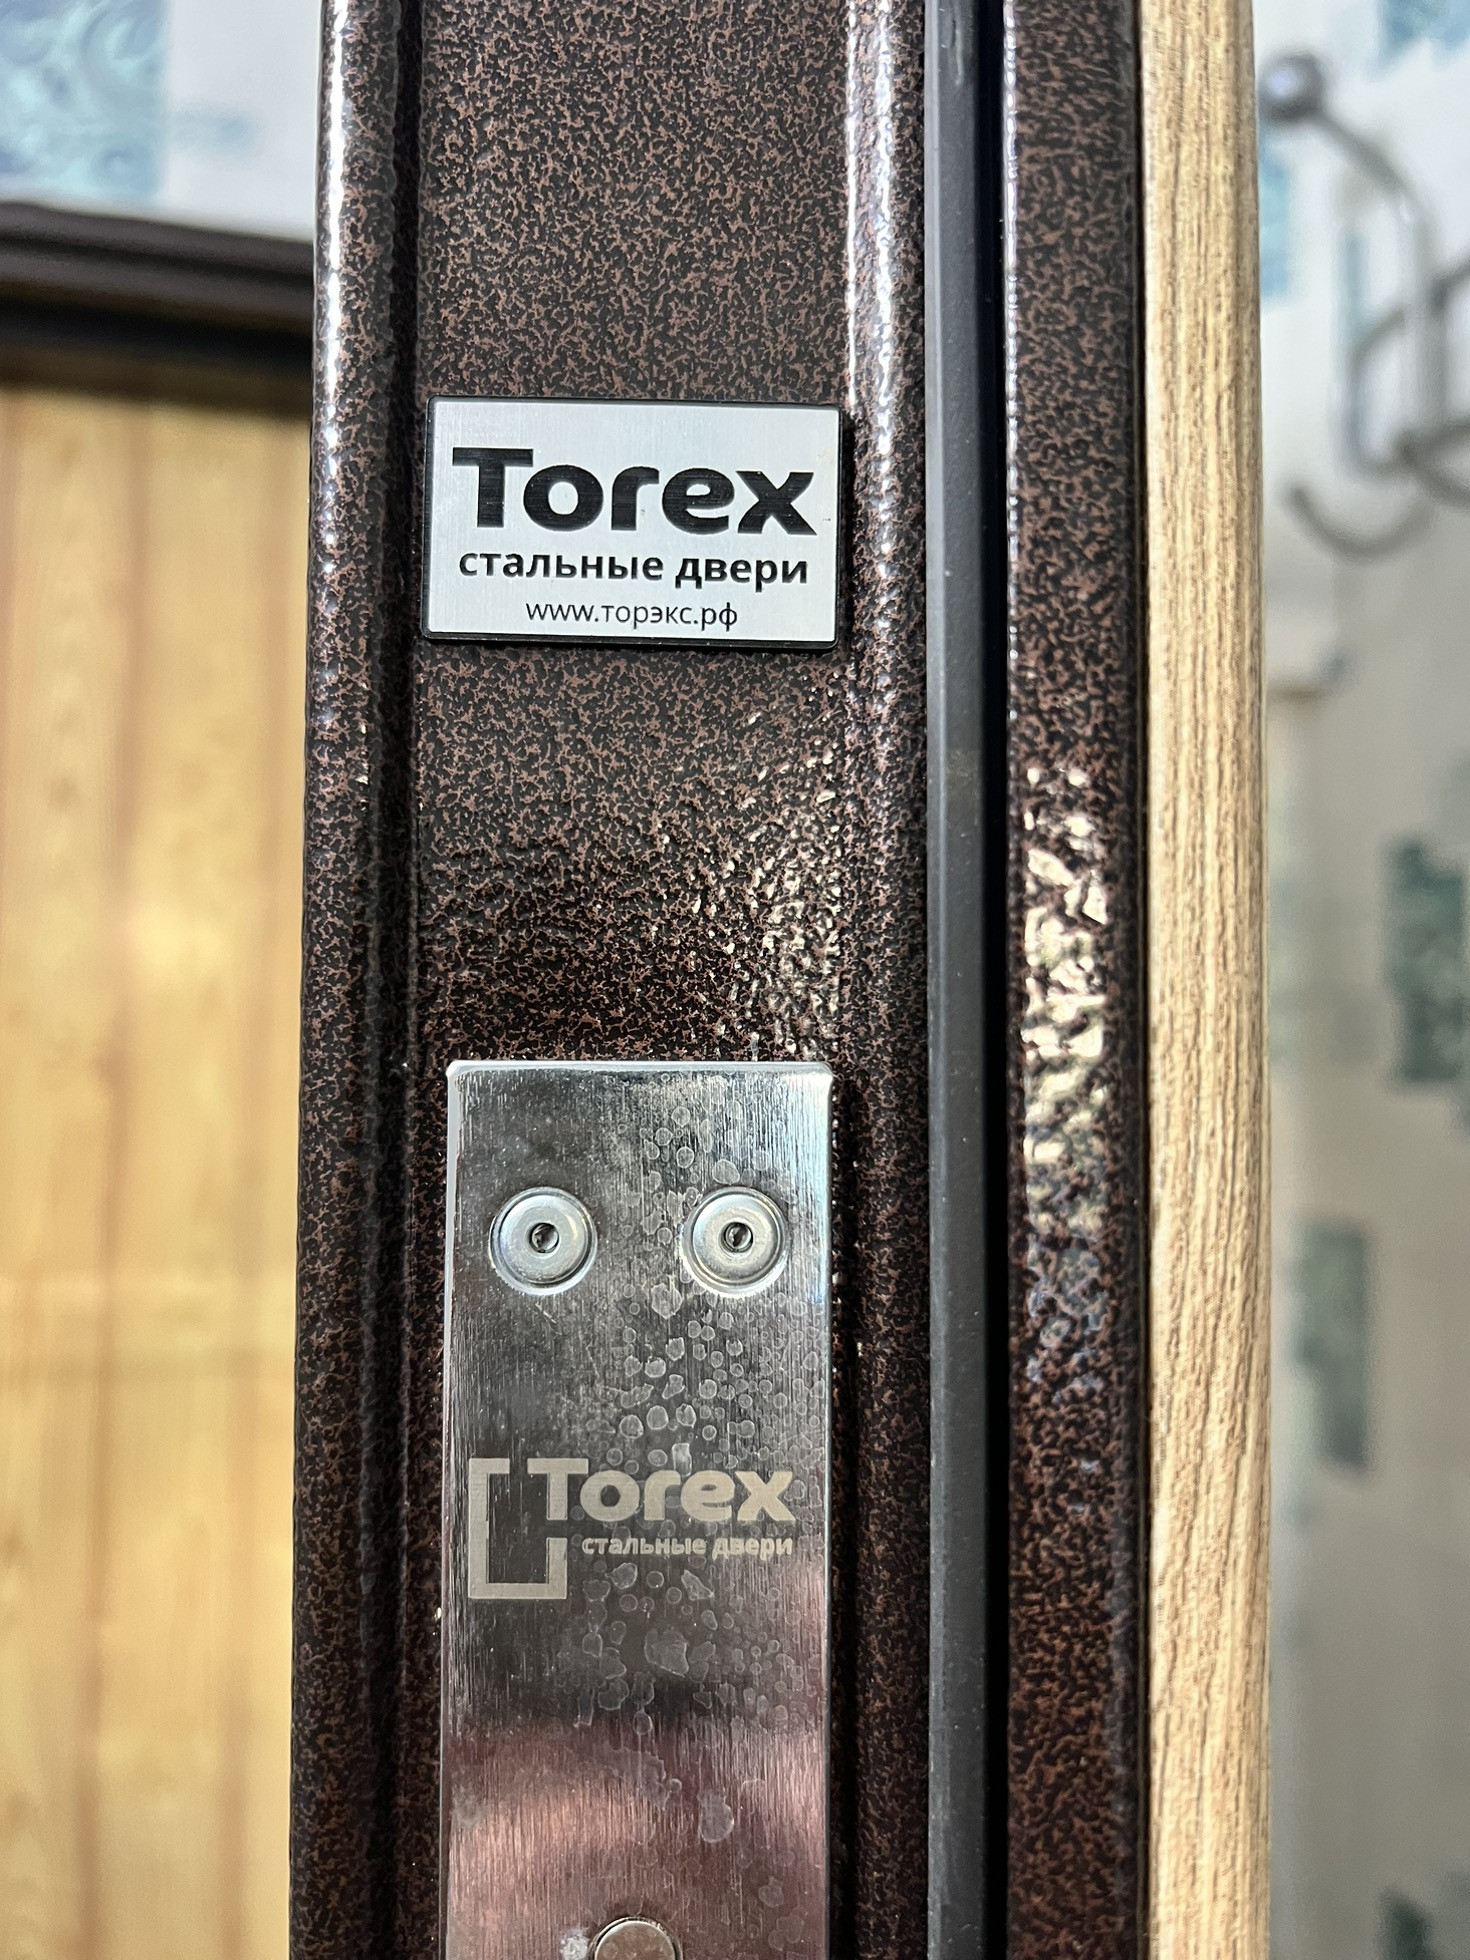 Torex
стальные двери
www.торэкс.рф
Torex
стальные двери